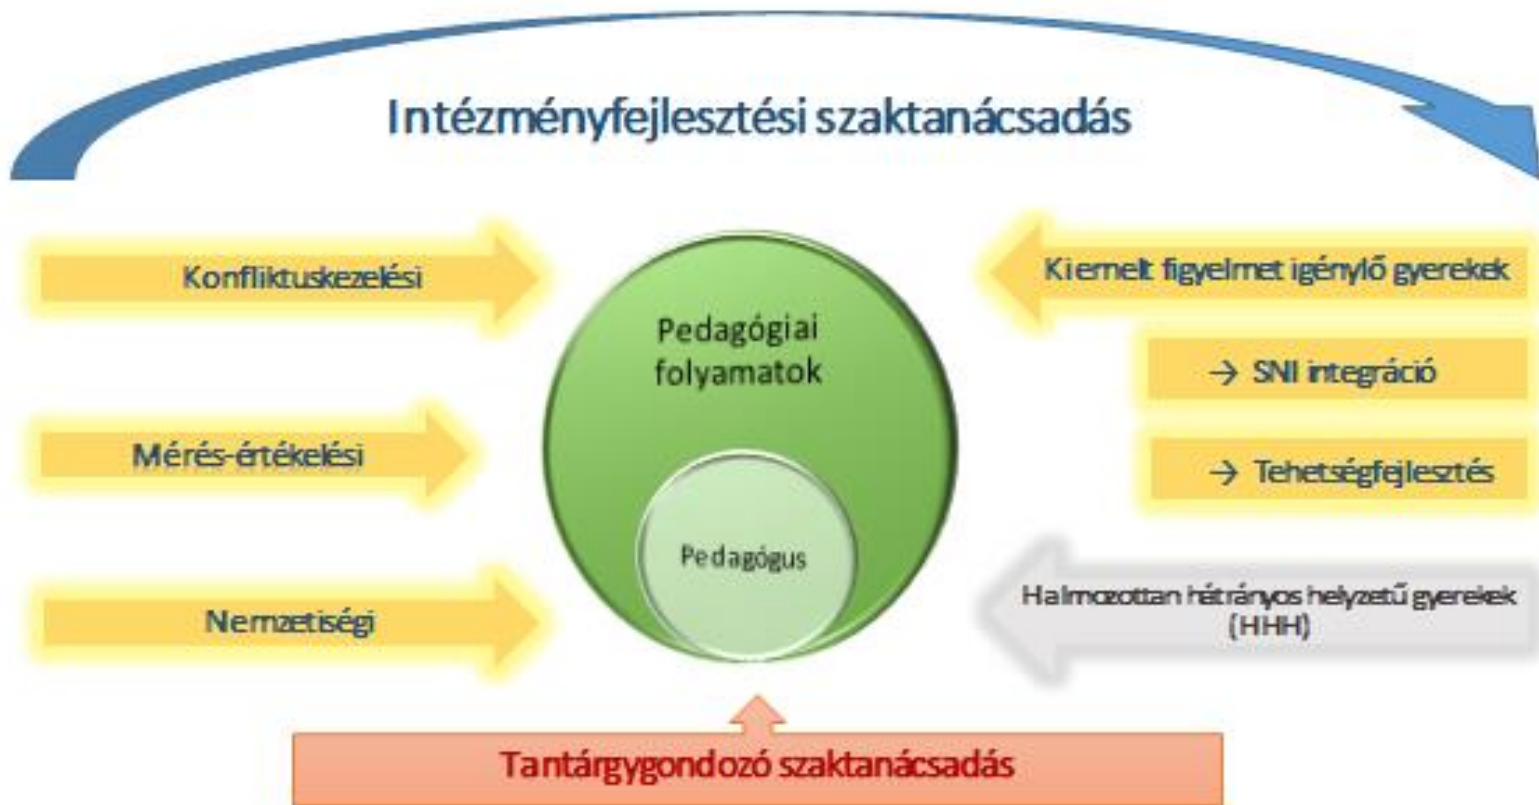 Intézményfejlesztési szaktanácsadás
Konfliktuskezelési
Mérés-értékelési
Nemzetiségi
Pedagógiai
folyamatok
Pedagógus
Kiemelt figyelmet igénylő gyerekek
→ SNI integráció
→ Tehetségfejlesztés
Halmozottan hátrányos helyzetű gyerekek
(HHH)
Tantárgygondozó szaktanácsadás